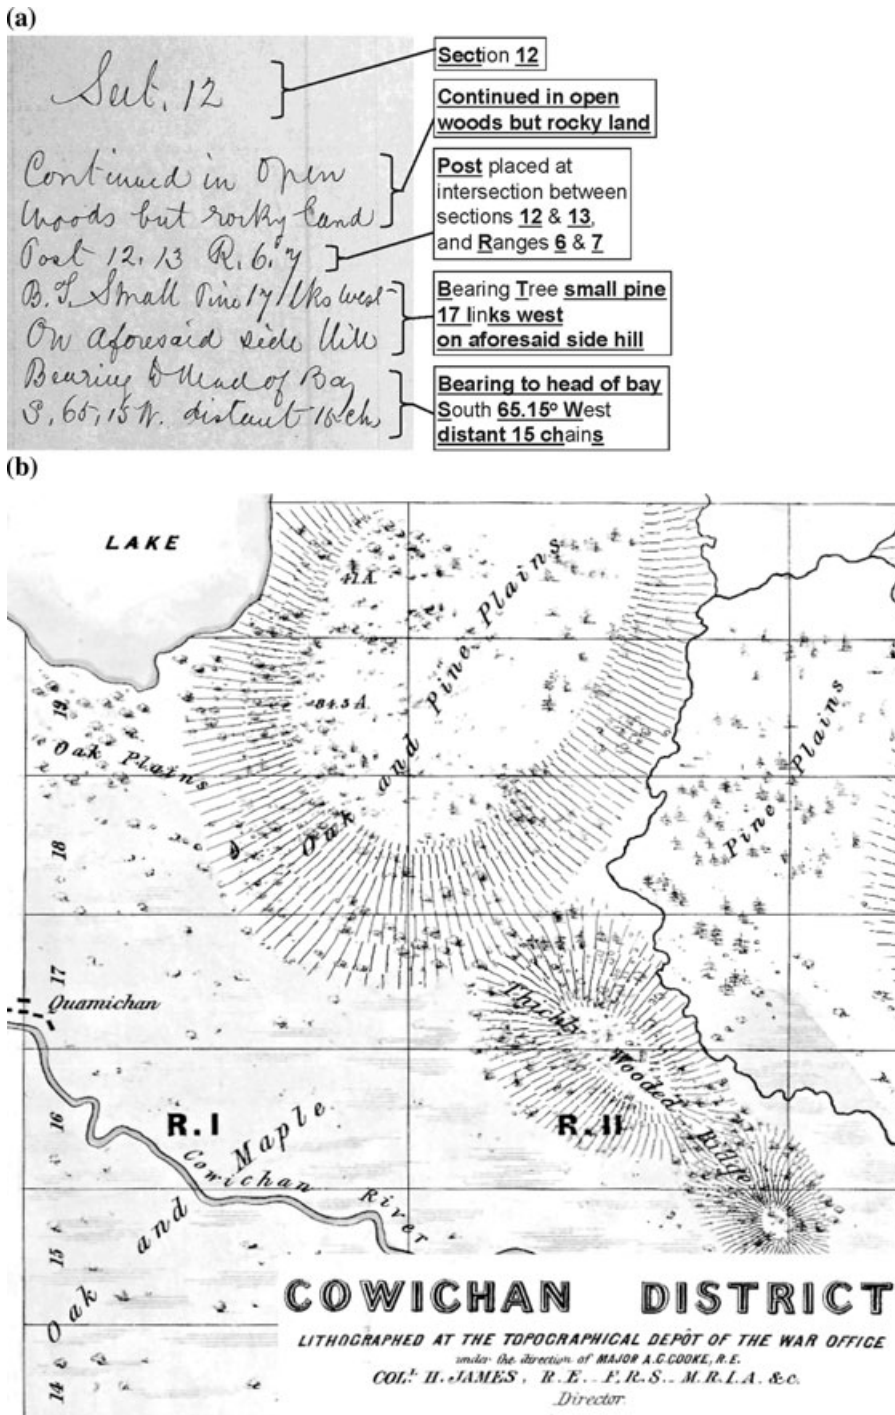 (a)
Sect. 12
Continued in open
woods but rocky land
Post 12, 13 R. 6, 7
B.T. Small Pine 17 lks west
On aforesaid side hill
Bearing to Head of Bay
S, 65, 15 W. distant 15 ch
Section 12
Continued in open
woods but rocky land
Post placed at
intersection between
sections 12 & 13,
and Ranges 6 & 7
Bearing Tree small pine
17 links west
on aforesaid side hill
Bearing to head of bay
South 65.15º West
distant 15 chains
(b)
LAKE
41 A.
84.5 A
Oak and Pine Plains
Pine Plains
19
Oak Plains
18
17
Quamichan
Thickly Wooded Ridge
16
R.I
R.II
Cowichan River
Oak and Maple
15
14
COWICHAN DISTRICT
LITHOGRAPHED AT THE TOPOGRAPHICAL DEPÔT OF THE WAR OFFICE
under the direction of MAJOR A.C.COOKE, R.E.
COL. H. JAMES, R.E. F.R.S. M.R.I.A. &c.
Director.